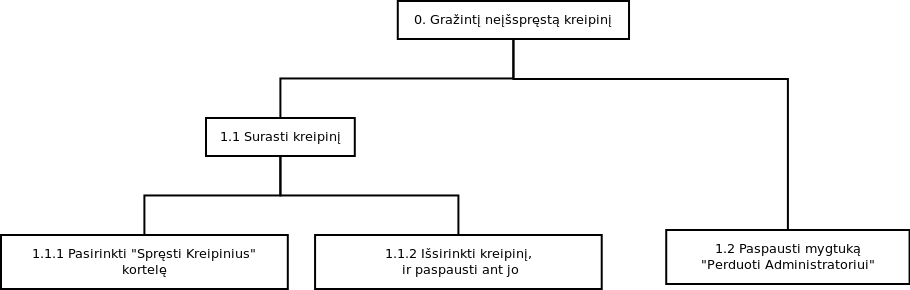 0. Gražintį neįšspręstą kreipinį
1.1 Surasti kreipinį
1.1.1 Pasirinkti "Spręsti Kreipinius"
kortelę
1.1.2 Išsirinkti kreipinį,
ir paspausti ant jo
1.2 Paspausti mygtuką
"Perduoti Administratoriui"